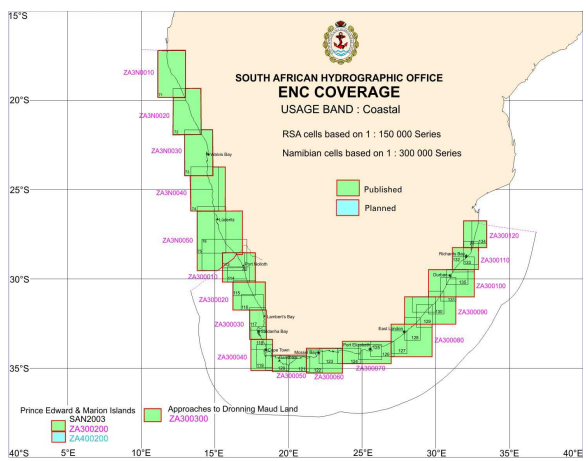 15°S
SOUTH AFRICAN HYDROGRAPHIC OFFICE
ENC COVERAGE
USAGE BAND : Coastal
RSA cells based on 1 : 150 000 Series
Namibian cells based on 1 : 300 000 Series
Published
Planned
ZA3N0010
20°S
ZA3N0020
ZA3N0030
Walvis Bay
25°S
ZA3N0040
Luderitz
ZA3N0050
ZA300120
Richards Bay
ZA300110
30°S
ZA300010
Port Nolloth
Durban
ZA300100
ZA300020
ZA300090
Lambert's Bay
ZA300030
Saldanha Bay
East London
ZA300080
ZA300040
Cape Town
Mossel Bay
Port Elizabeth
ZA300070
35°S
ZA300050
ZA300060
Prince Edward & Marion Islands
SAN2003
ZA300200
ZA400200
Approaches to Dronning Maud Land
ZA300300
40°S 0° 5°E 10°E 15°E 20°E 25°E 30°E 35°E 40°E